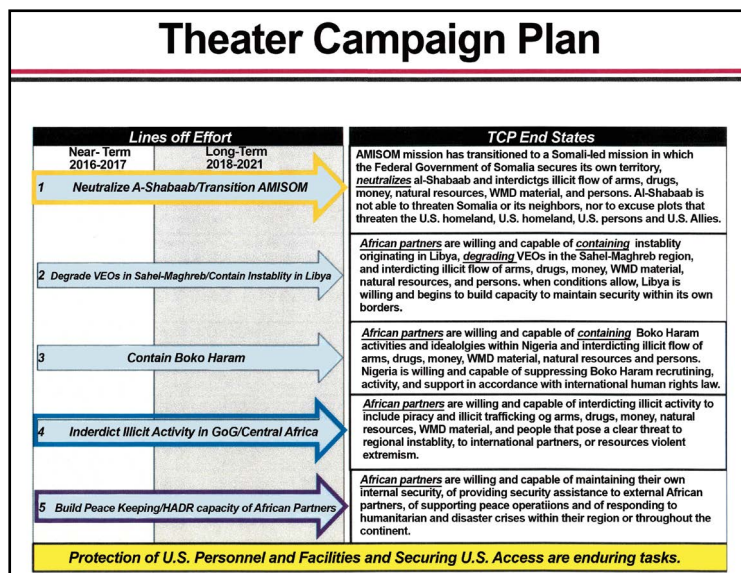 Theater Campaign Plan
Lines off Effort
TCP End States
Near- Term
2016-2017
Long-Term
2018-2021
1 Neutralize A-Shabaab/Transition AMISOM
AMISOM mission has transitioned to a Somali-led mission in which
the Federal Government of Somalia secures its own territory,
neutralizes al-Shabaab and interdictgs illicit flow of arms, drugs,
money, natural resources, WMD material, and persons. Al-Shabaab is
not able to threaten Somalia or its neighbors, nor to excuse plots that
threaten the U.S. homeland, U.S. homeland, U.S. persons and U.S. Allies.
2 Degrade VEOs in Sahel-Maghreb/Contain Instablity in Libya
African partners are willing and capable of containing instablity
originating in Libya, degrading VEOs in the Sahel-Maghreb region,
and interdicting illicit flow of arms, drugs, money, WMD material,
natural resources, and persons. when conditions allow, Libya is
willing and begins to build capacity to maintain security within its own
borders.
3 Contain Boko Haram
African partners are willing and capable of containing Boko Haram
activities and idealolgies within Nigeria and interdicting illicit flow of
arms, drugs, money, WMD material, natural resources and persons.
Nigeria is willing and capable of suppressing Boko Haram recrutining,
activity, and support in accordance with international human rights law.
4 Inderdict Illicit Activity in GoG/Central Africa
African partners are willing and capable of interdicting illicit activity to
include piracy and illicit trafficking og arms, drugs, money, natural
resources, WMD material, and people that pose a clear threat to
regional instablity, to international partners, or resources violent
extremism.
5 Build Peace Keeping/HADR capacity of African Partners
African partners are willing and capable of maintaining their own
internal security, of providing security assistance to external African
partners, of supporting peace operatiions and of responding to
humanitarian and disaster crises within their region or throughout the
continent.
Protection of U.S. Personnel and Facilities and Securing U.S. Access are enduring tasks.